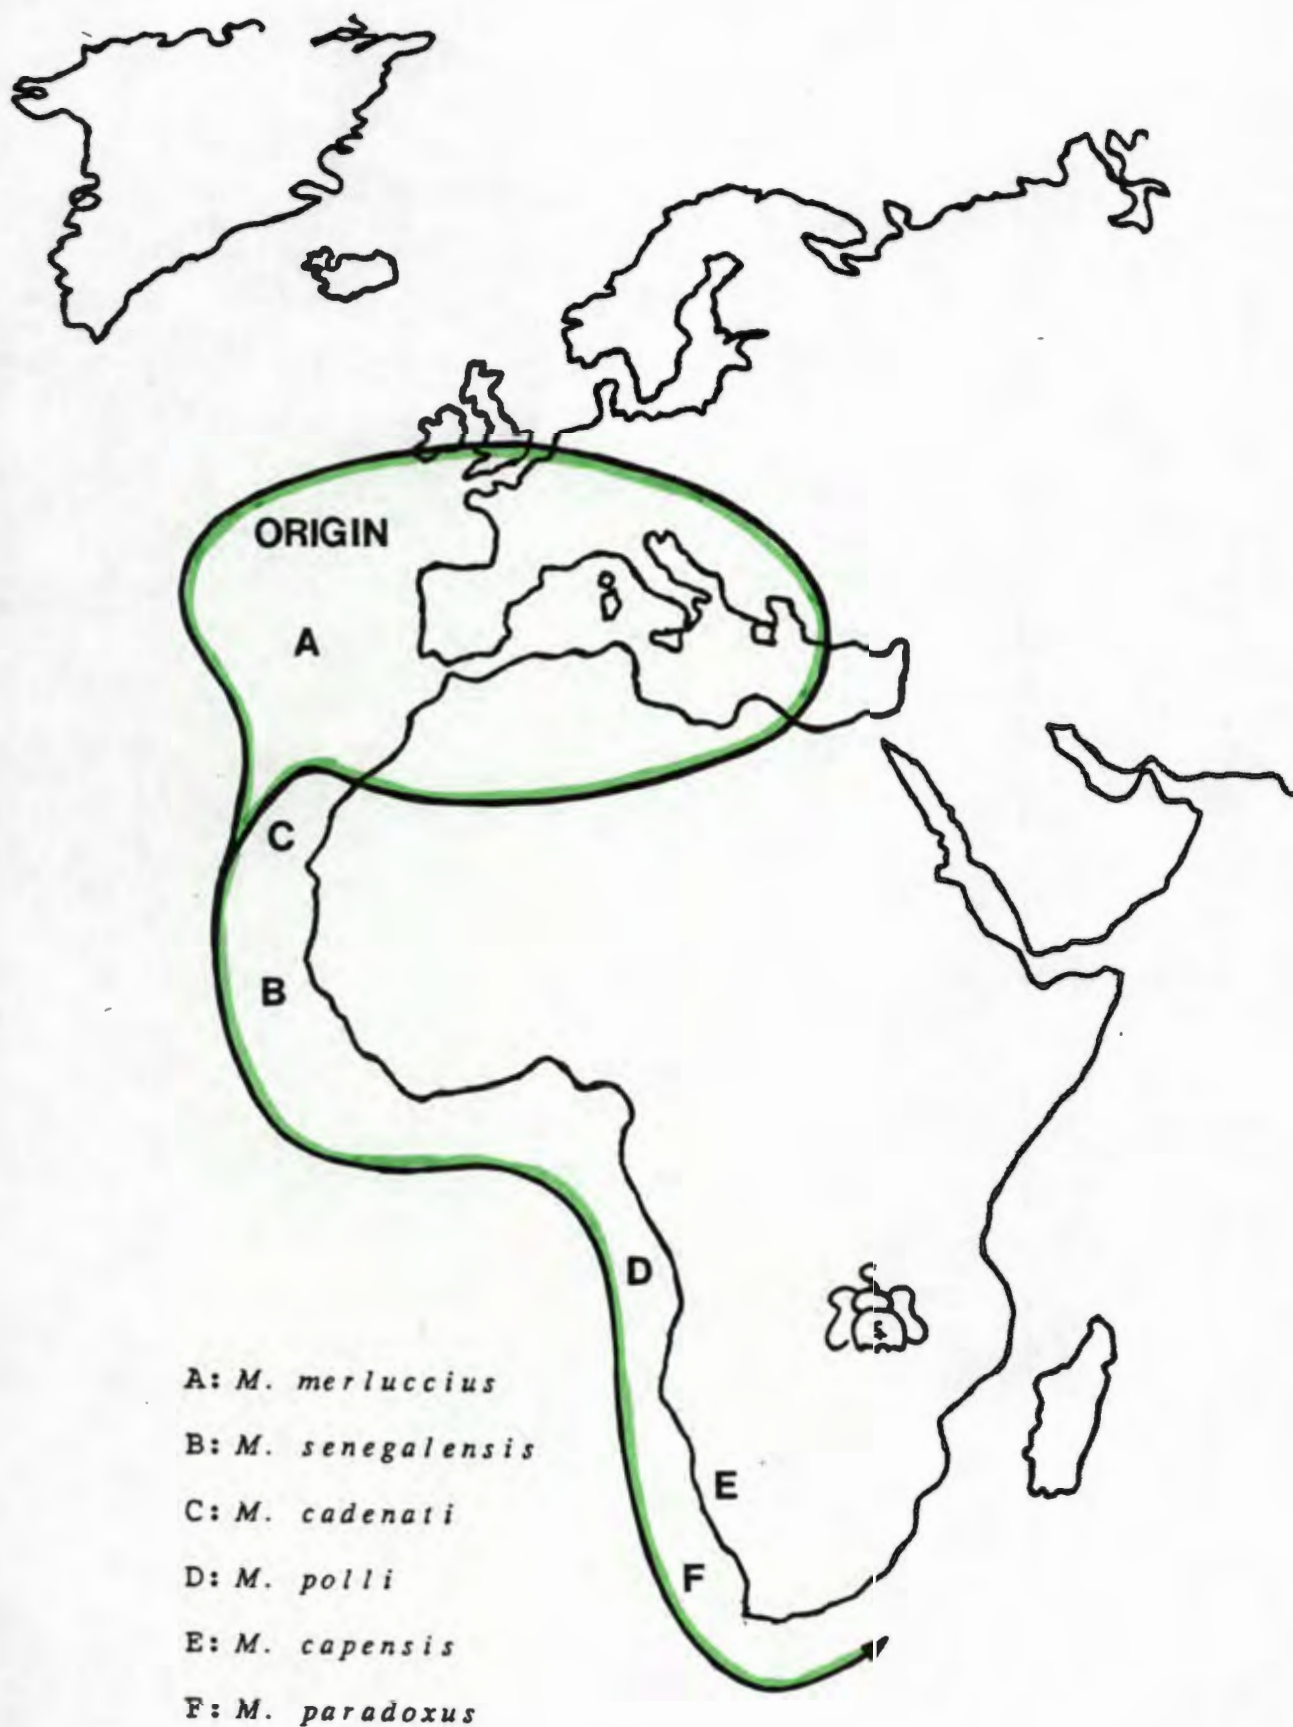 ORIGIN
A
C
B
D
E
F
A: M. merluccius
B: M. senegalensis
C: M. cadenati
D: M. polli
E: M. capensis
F: M. paradoxus